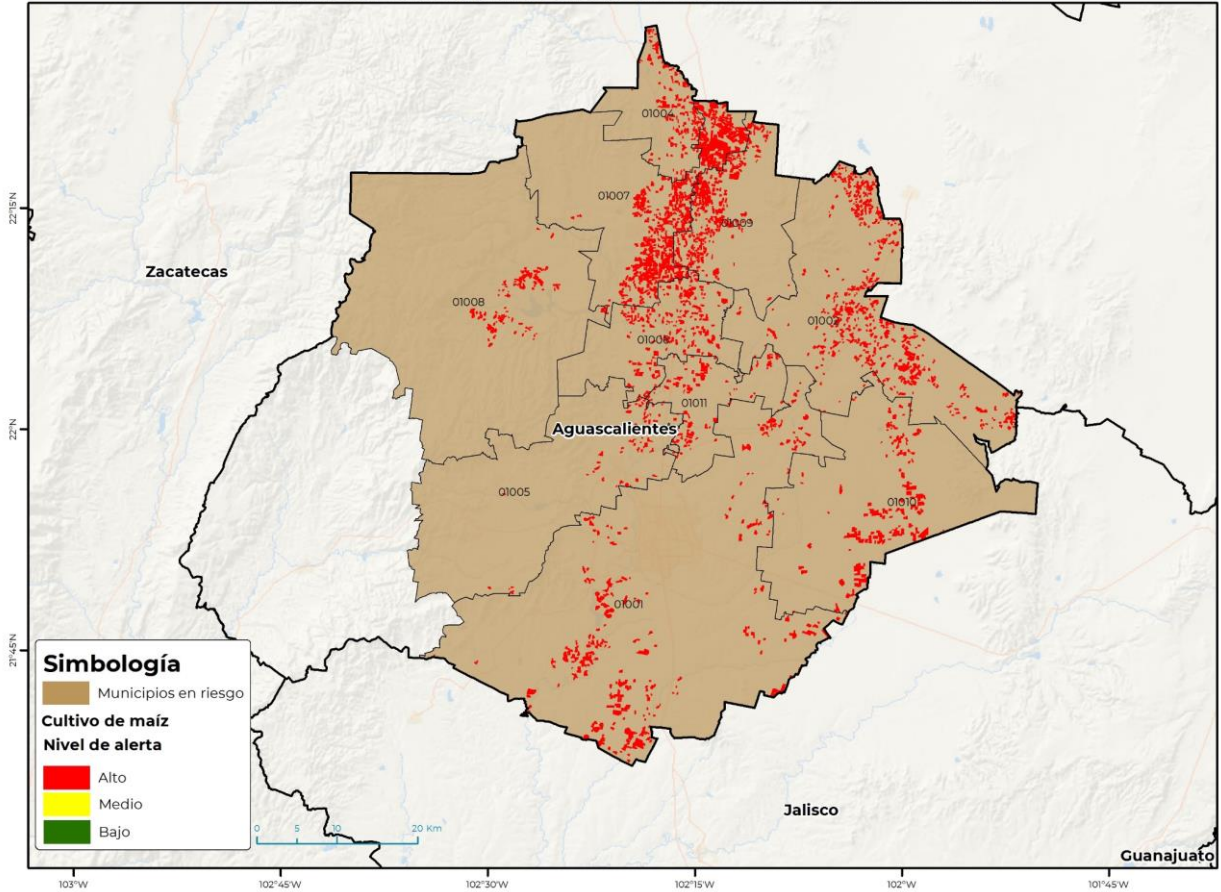 01004
22°15'N
01007
01009
Zacatecas
01008
01002
01006
01011
22°N
Aguascalientes
01005
01010
01001
21°45'N
Simbología
Municipios en riesgo
Cultivo de maíz
Nivel de alerta
Alto
Medio
Bajo
0 5 10 20 Km
Jalisco
Guanajuato
103°W 102°45'W 102°30'W 102°15'W 102°W 101°45'W